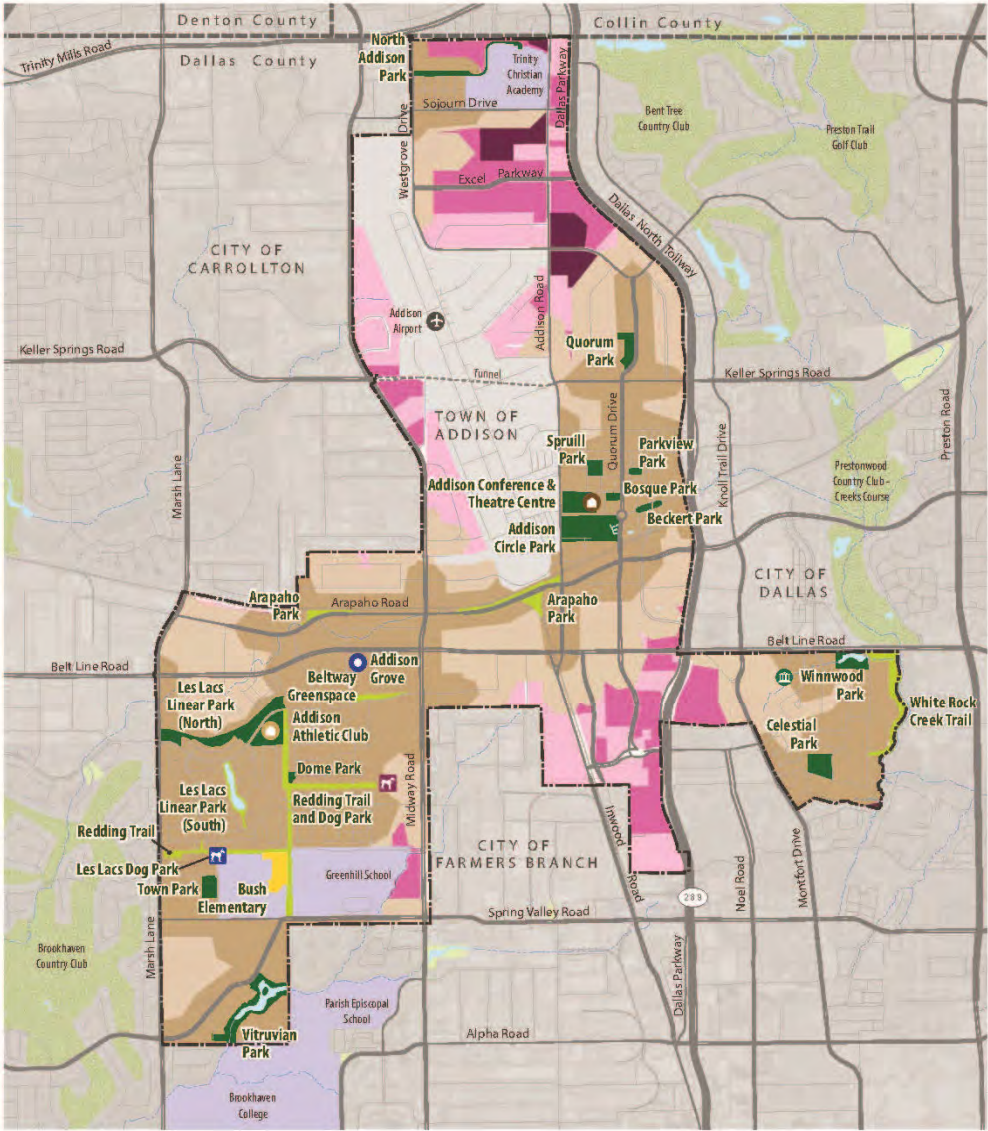 Denton County
Collin County
Trinity Mills Road
Dallas County
North
Addison
Park
Trinity
Christian
Academy
Dallas Parkway
Sojourn Drive
Westgrove Drive
Bent Tree
Country Club
Preston Trail
Golf Club
Excel Parkway
Dallas North Tollway
CITY OF
CARROLLTON
Addison
Airport
Addison Road
Quorum
Park
Keller Springs Road
Tunnel
Keller Springs Road
Preston Road
TOWN OF
ADDISON
Quorum Drive
Knoll Trail Drive
Spruill
Park
Parkview
Park
Marsh Lane
Prestonwood
Country Club -
Creeks Course
Addison Conference &
Theatre Centre
Bosque Park
Beckert Park
Addison
Circle Park
CITY OF
DALLAS
Arapaho
Park
Arapaho Road
Arapaho
Park
Belt Line Road
Belt Line Road
Addison
Grove
Beltway
Greenspace
Winnwood
Park
Les Lacs
Linear Park
(North)
Addison
Athletic Club
White Rock
Creek Trail
Celestial
Park
Dome Park
Midway Road
Les Lacs
Linear Park
(South)
Redding Trail
and Dog Park
Redding Trail
Inwood Road
CITY OF
FARMERS BRANCH
Les Lacs Dog Park
Town Park
Bush
Elementary
Greenhill School
Noel Road
Montfort Drive
289
Spring Valley Road
Marsh Lane
Brookhaven
Country Club
Dallas Parkway
Parish Episcopal
School
Vitruvian
Park
Alpha Road
Brookhaven
College